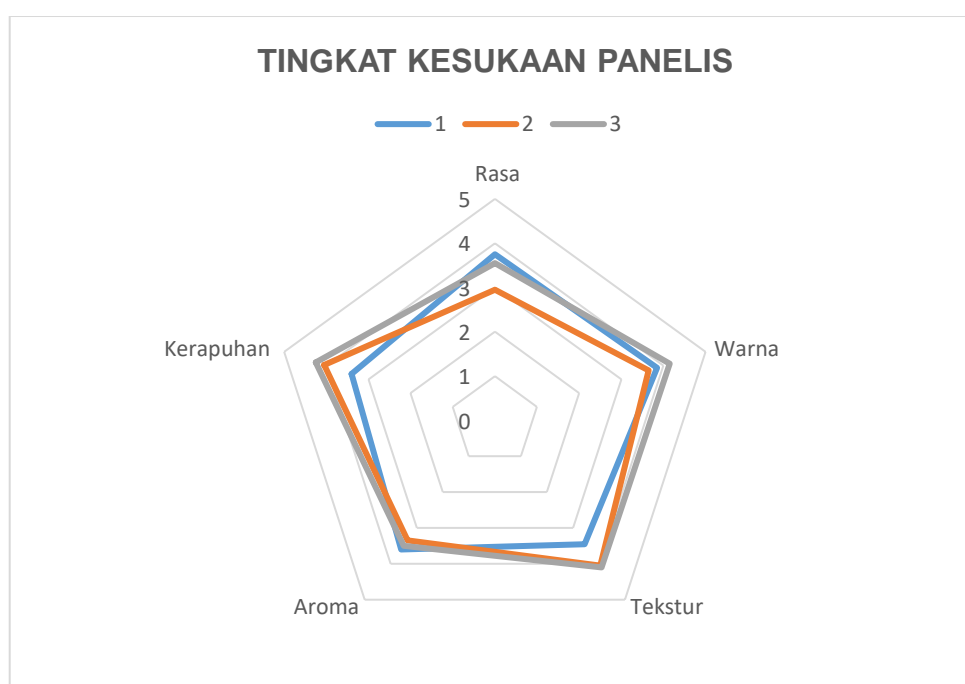 TINGKAT KESUKAAN PANELIS
1 2 3
Rasa
5
4
3
2
1
0
Kerapuhan
Warna
Aroma
Tekstur